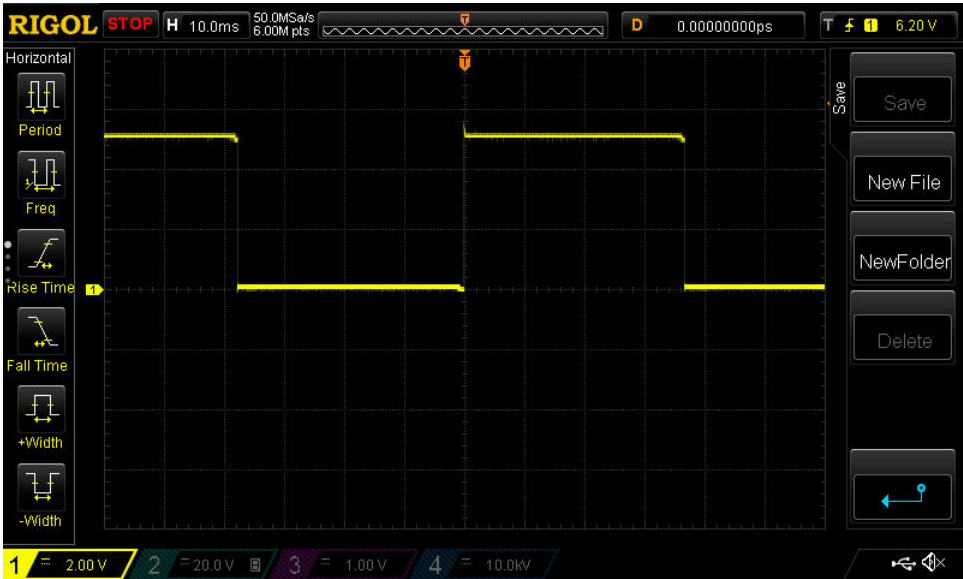 RIGOL STOP H 10.0ms 50.0MSa/s 6.00M pts T D 0.00000000ps T 1 6.20 V
Horizontal
T
Save
Save
Period
New File
Freq
NewFolder
Rise Time
1
Delete
Fall Time
+Width
-Width
1 = 2.00 V 2 = 20.0 V B 3 = 1.00 V 4 = 10.0kV